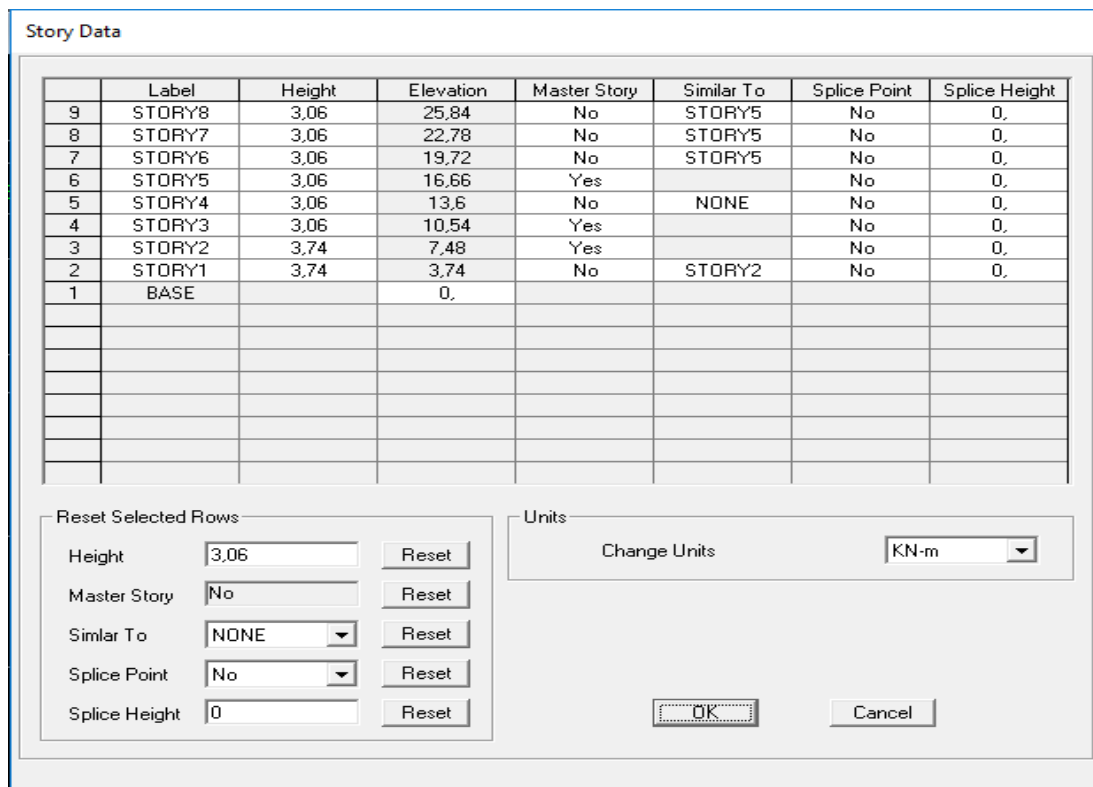 Story Data
Label Height Elevation Master Story Similar To Splice Point Splice Height
9 STORY8 3,06 25,84 No STORY5 No 0,
8 STORY7 3,06 22,78 No STORY5 No 0,
7 STORY6 3,06 19,72 No STORY5 No 0,
6 STORY5 3,06 16,66 Yes No 0,
5 STORY4 3,06 13,6 No NONE No 0,
4 STORY3 3,06 10,54 Yes No 0,
3 STORY2 3,74 7,48 Yes No 0,
2 STORY1 3,74 3,74 No STORY2 No 0,
1 BASE 0,
Reset Selected Rows
Height 3,06 Reset
Master Story No Reset
Simlar To NONE Reset
Splice Point No Reset
Splice Height 0 Reset
Units
Change Units KN-m
OK Cancel